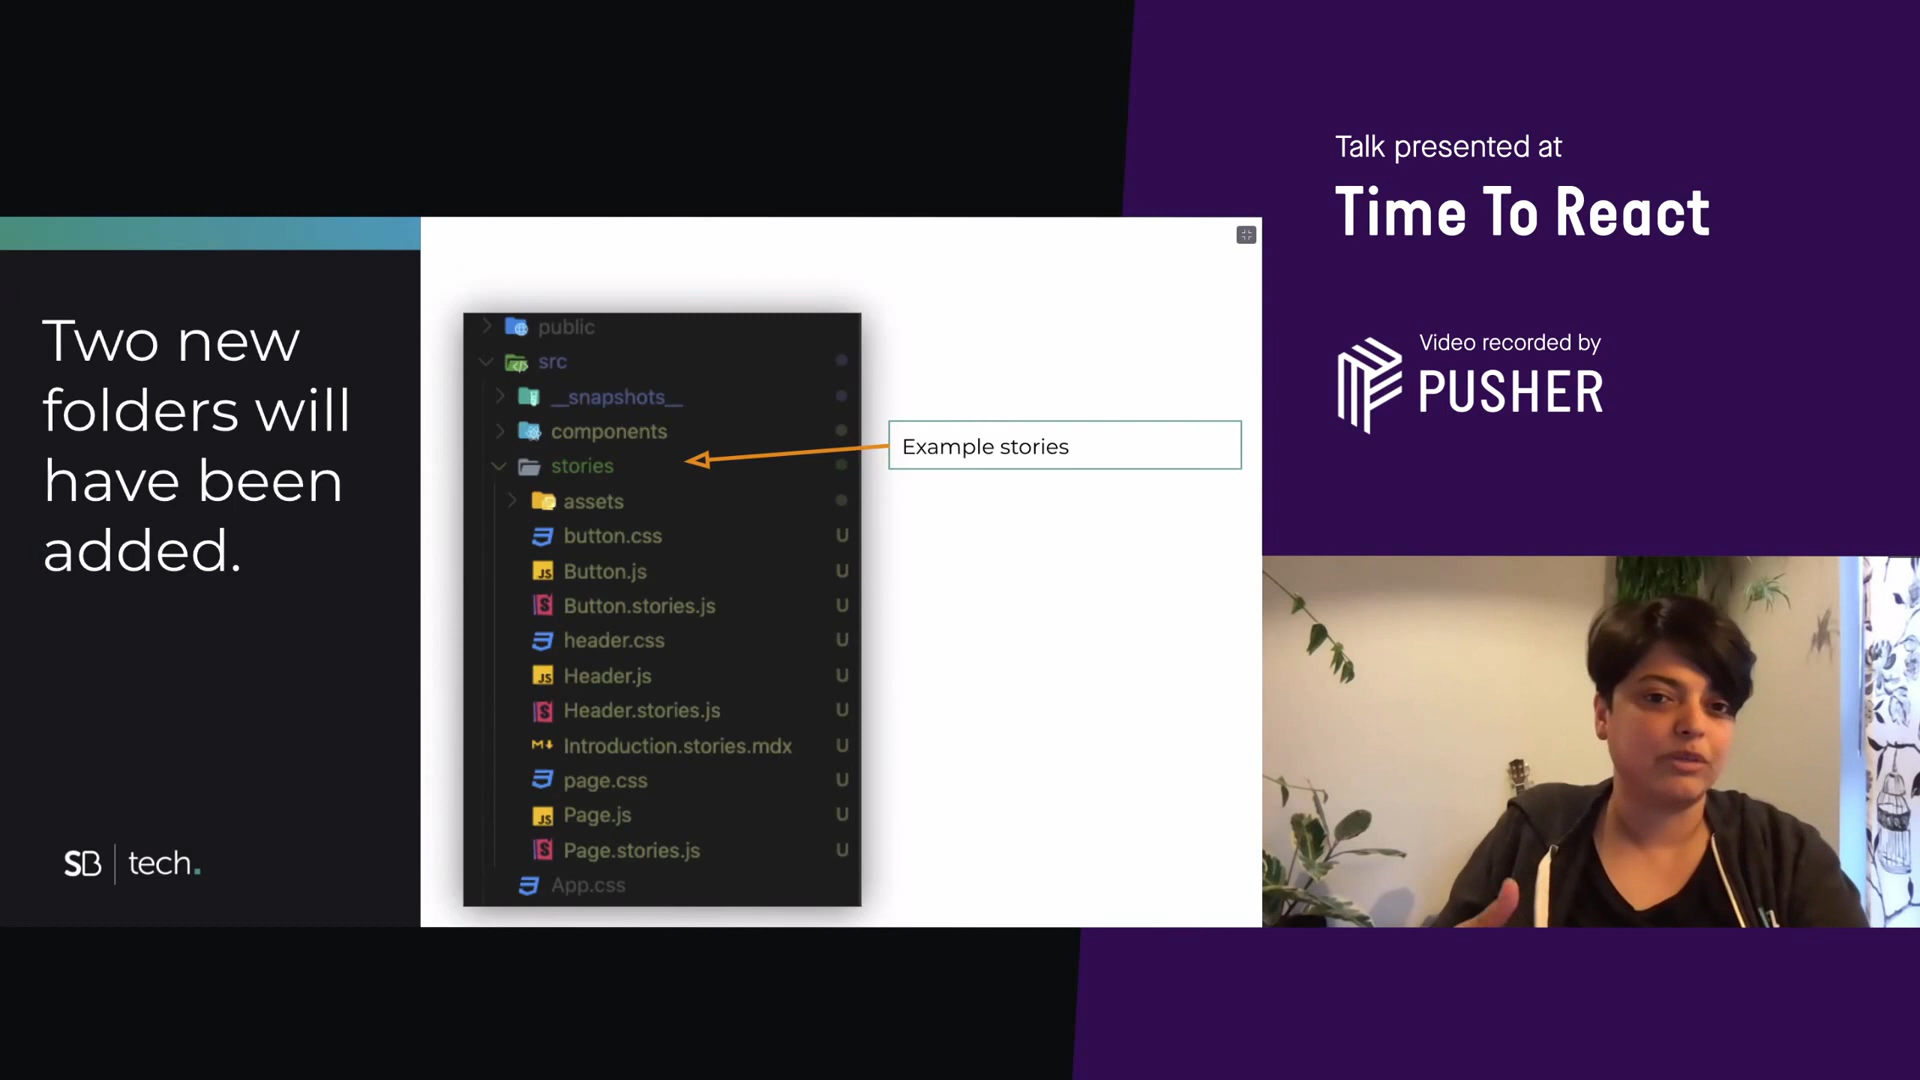 Talk presented at
Time To React
Video recorded by
PUSHER
Two new
folders will
have been
added.
SB tech.
public
src
__snapshots__
components
stories
assets
button.css U
Button.js U
Button.stories.js U
header.css U
Header.js U
Header.stories.js U
Introduction.stories.mdx U
page.css U
Page.js U
Page.stories.js U
App.css
Example stories